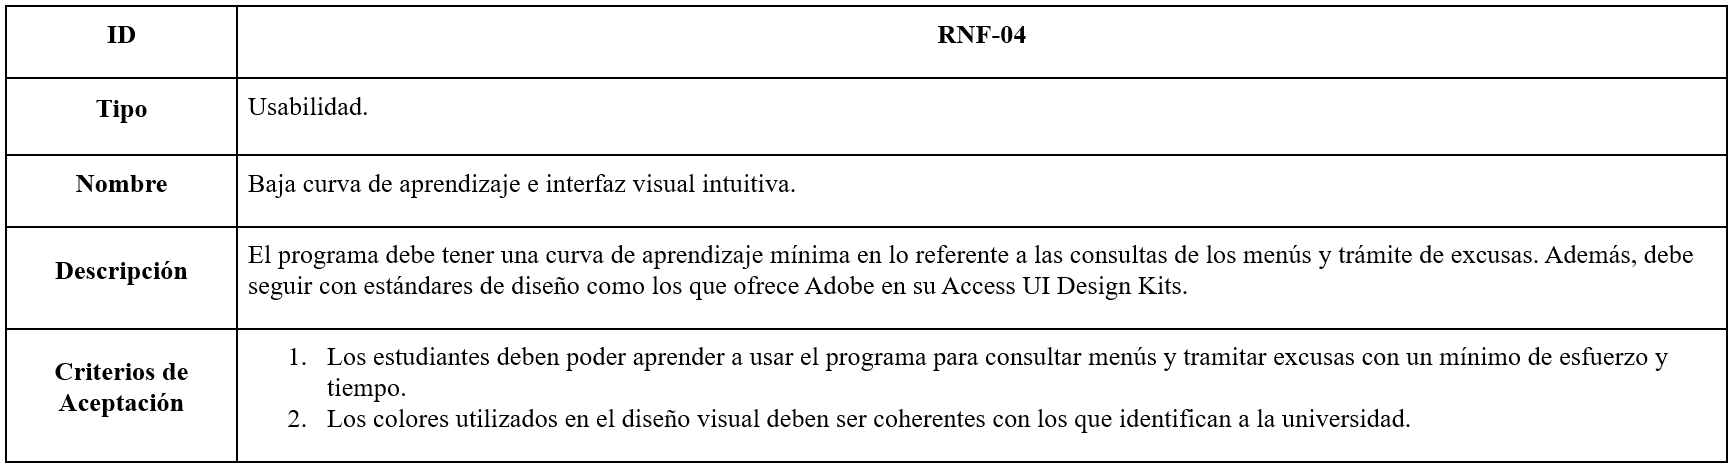 ID
RNF-04
Tipo
Usabilidad.
Nombre
Baja curva de aprendizaje e interfaz visual intuitiva.
Descripción
El programa debe tener una curva de aprendizaje mínima en lo referente a las consultas de los menús y trámite de excusas. Además, debe
seguir con estándares de diseño como los que ofrece Adobe en su Access UI Design Kits.
Criterios de
Aceptación
1. Los estudiantes deben poder aprender a usar el programa para consultar menús y tramitar excusas con un mínimo de esfuerzo y
tiempo.
2. Los colores utilizados en el diseño visual deben ser coherentes con los que identifican a la universidad.